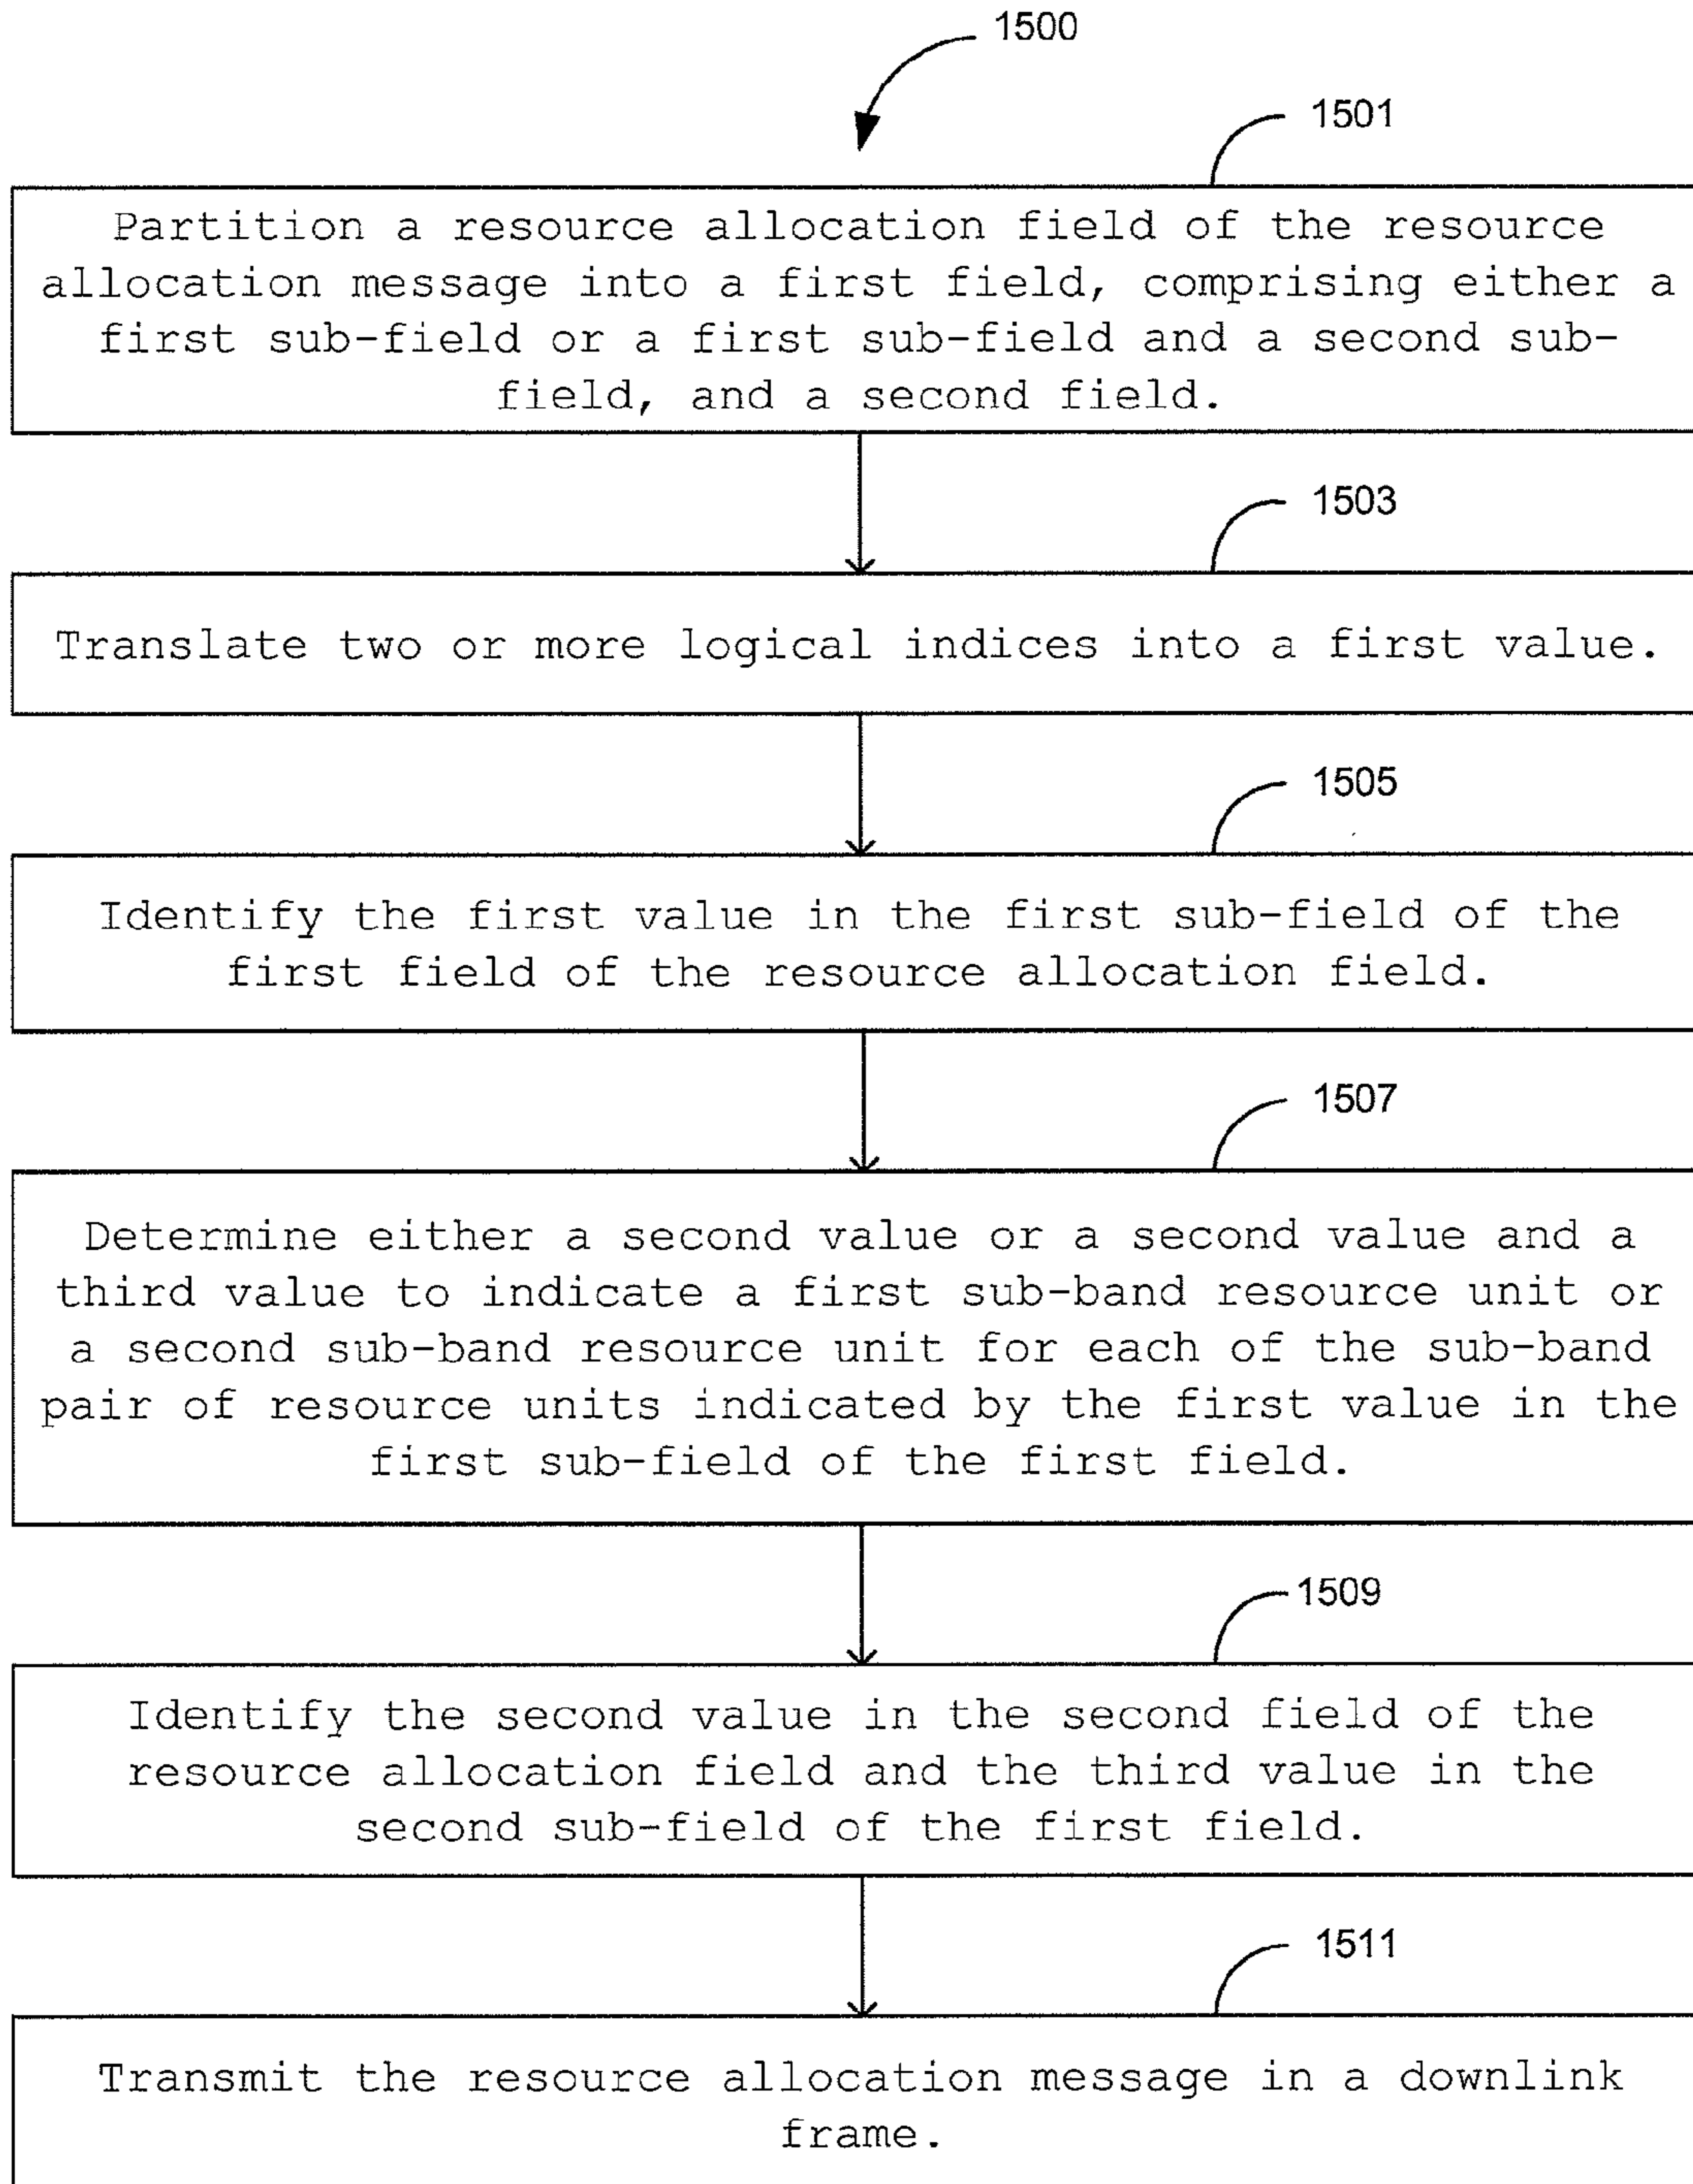 1500
1501
Partition a resource allocation field of the resource
allocation message into a first field, comprising either a
first sub-field or a first sub-field and a second sub-
field, and a second field.
1503
Translate two or more logical indices into a first value.
1505
Identify the first value in the first sub-field of the
first field of the resource allocation field.
1507
Determine either a second value or a second value and a
third value to indicate a first sub-band resource unit or
a second sub-band resource unit for each of the sub-band
pair of resource units indicated by the first value in the
first sub-field of the first field.
1509
Identify the second value in the second field of the
resource allocation field and the third value in the
second sub-field of the first field.
1511
Transmit the resource allocation message in a downlink
frame.